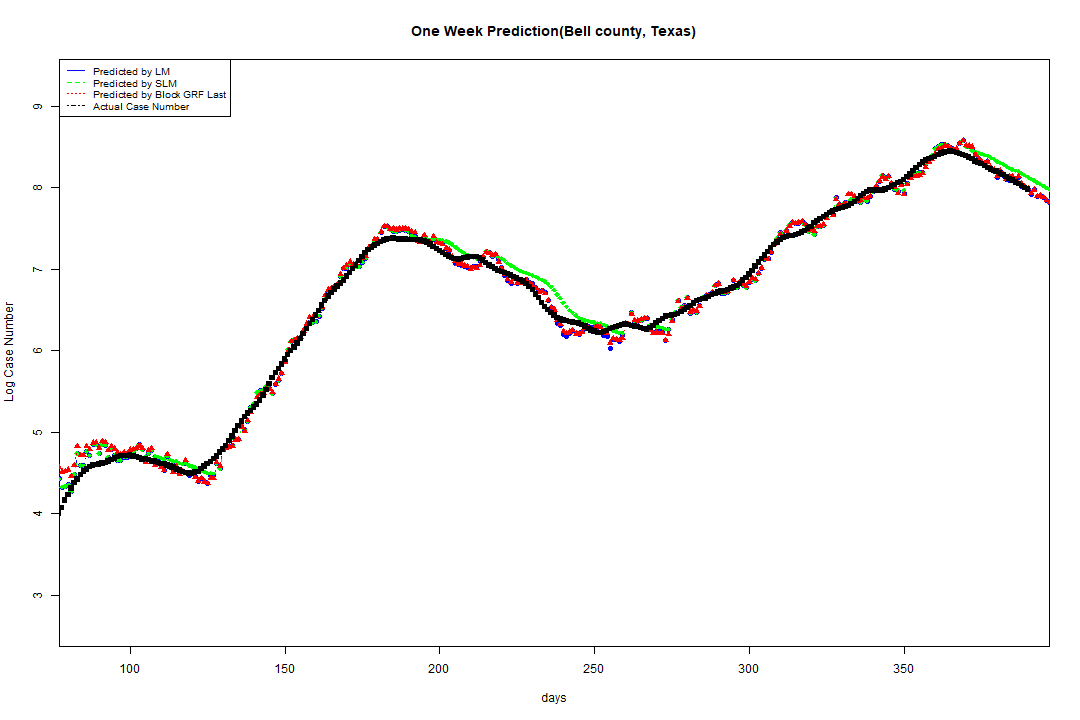 One Week Prediction(Bell county, Texas)
Predicted by LM
Predicted by SLM
Predicted by Block GRF Last
Actual Case Number
9
8
7
6
5
4
3
Log Case Number
100 150 200 250 300 350
days